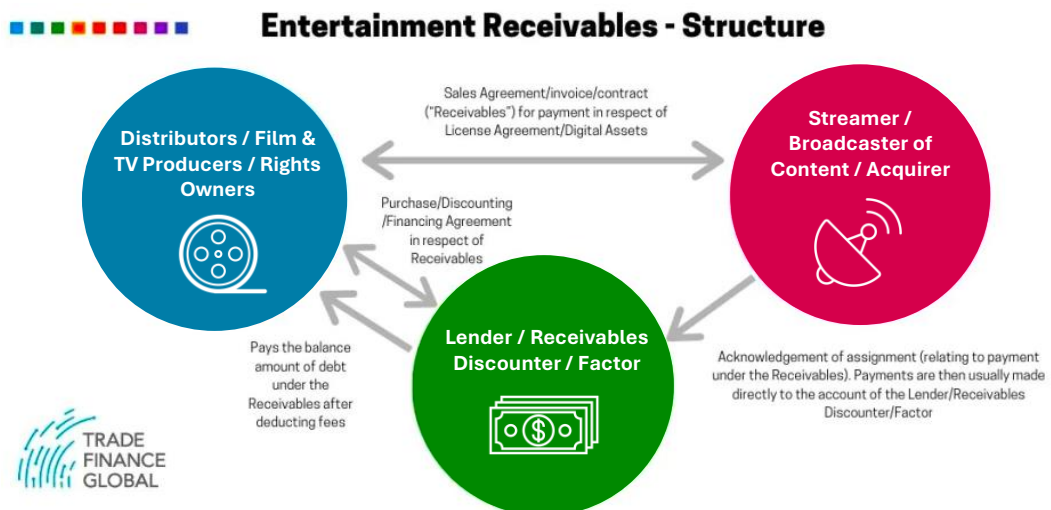 Entertainment Receivables - Structure
Distributors / Film &
TV Producers / Rights
Owners
Sales Agreement/invoice/contract
("Receivables") for payment in respect of
License Agreement/Digital Assets
Streamer /
Broadcaster of
Content / Acquirer
Purchase/Discounting
/Financing Agreement
in respect of
Receivables
Lender / Receivables
Discounter / Factor
$
Pays the balance
amount of debt
under the
Receivables after
deducting fees
Acknowledgement of assignment (relating to payment
under the Receivables). Payments are then usually made
directly to the account of the Lender/Receivables
Discounter/Factor
TRADE
FINANCE
GLOBAL